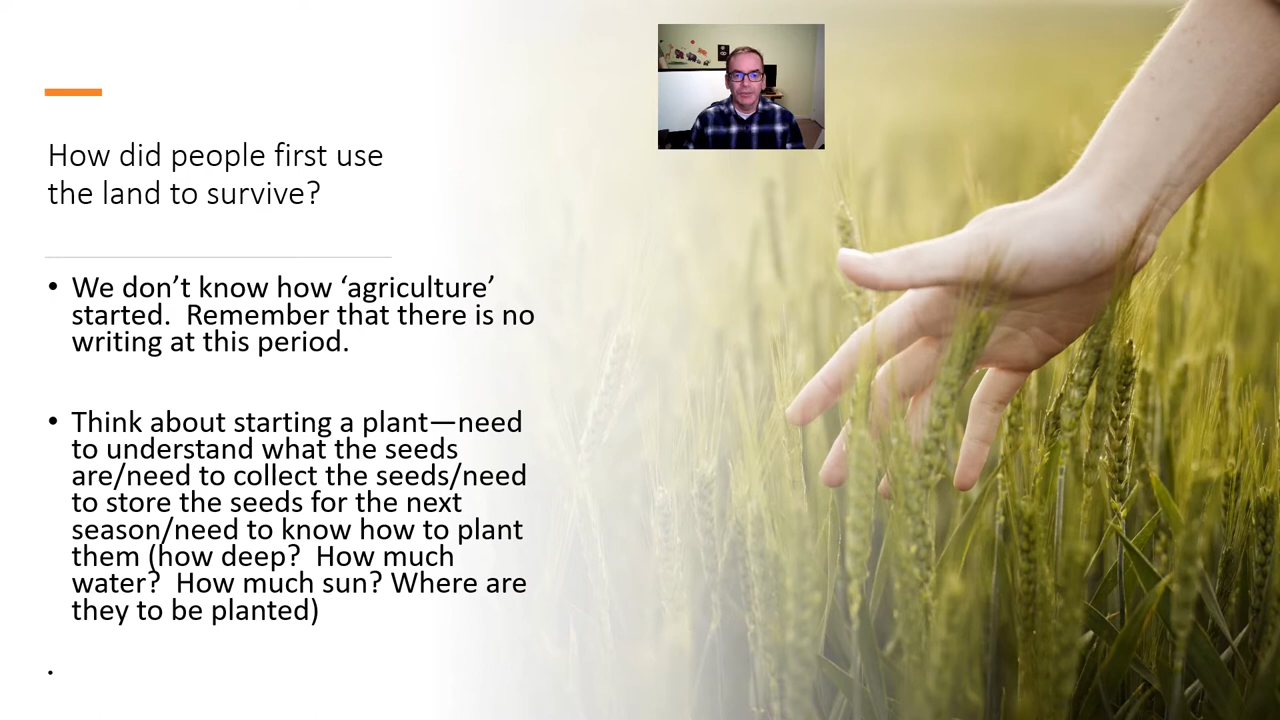 How did people first use
the land to survive?
• We don’t know how ‘agriculture’
started.  Remember that there is no
writing at this period.
• Think about starting a plant—need
to understand what the seeds
are/need to collect the seeds/need
to store the seeds for the next
season/need to know how to plant
them (how deep?  How much
water?  How much sun? Where are
they to be planted)
.